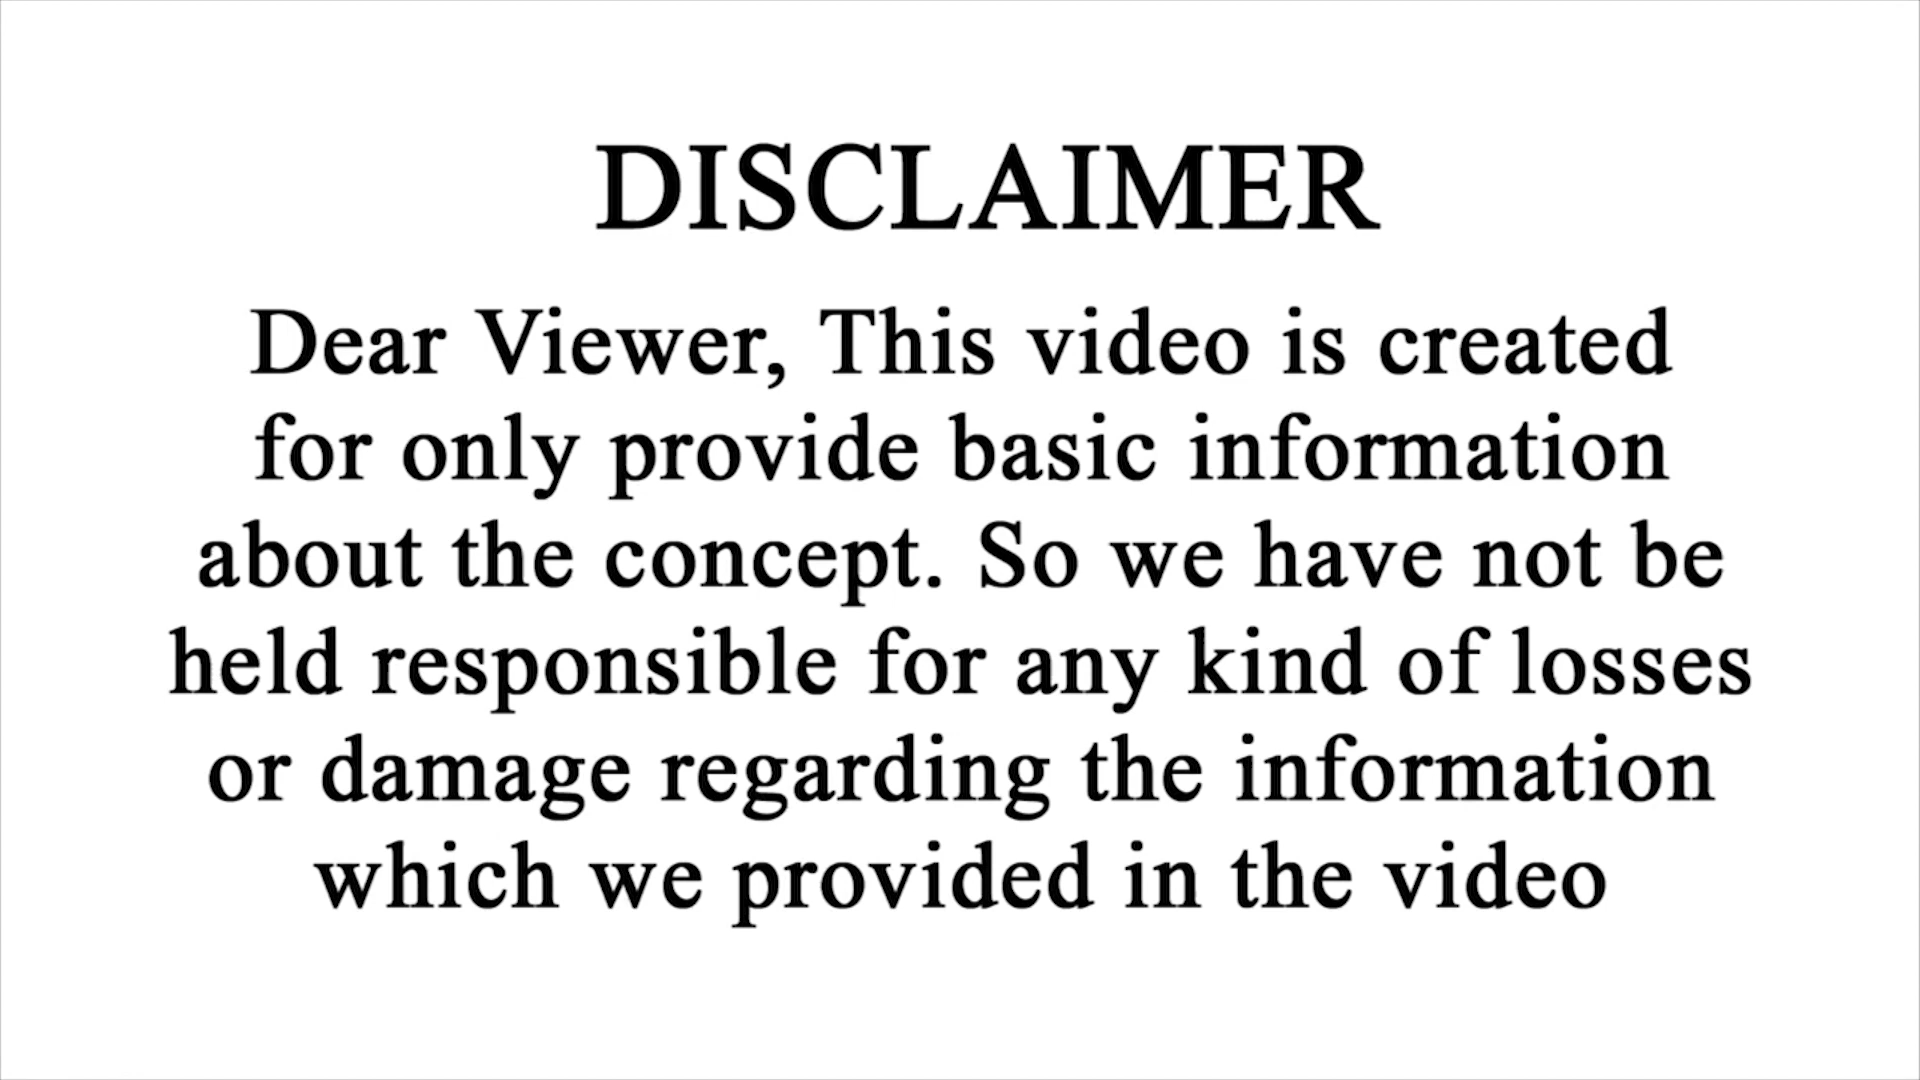 DISCLAIMER
Dear Viewer, This video is created
for only provide basic information
about the concept. So we have not be
held responsible for any kind of losses
or damage regarding the information
which we provided in the video